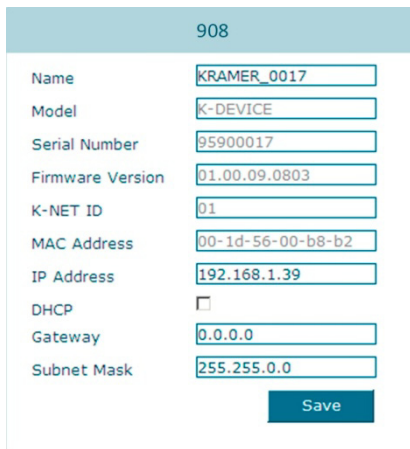 908
Name KRAMER_0017
Model K-DEVICE
Serial Number 95900017
Firmware Version 01.00.09.0803
K-NET ID 01
MAC Address 00-1d-56-00-b8-b2
IP Address 192.168.1.39
DHCP
Gateway 0.0.0.0
Subnet Mask 255.255.0.0
Save